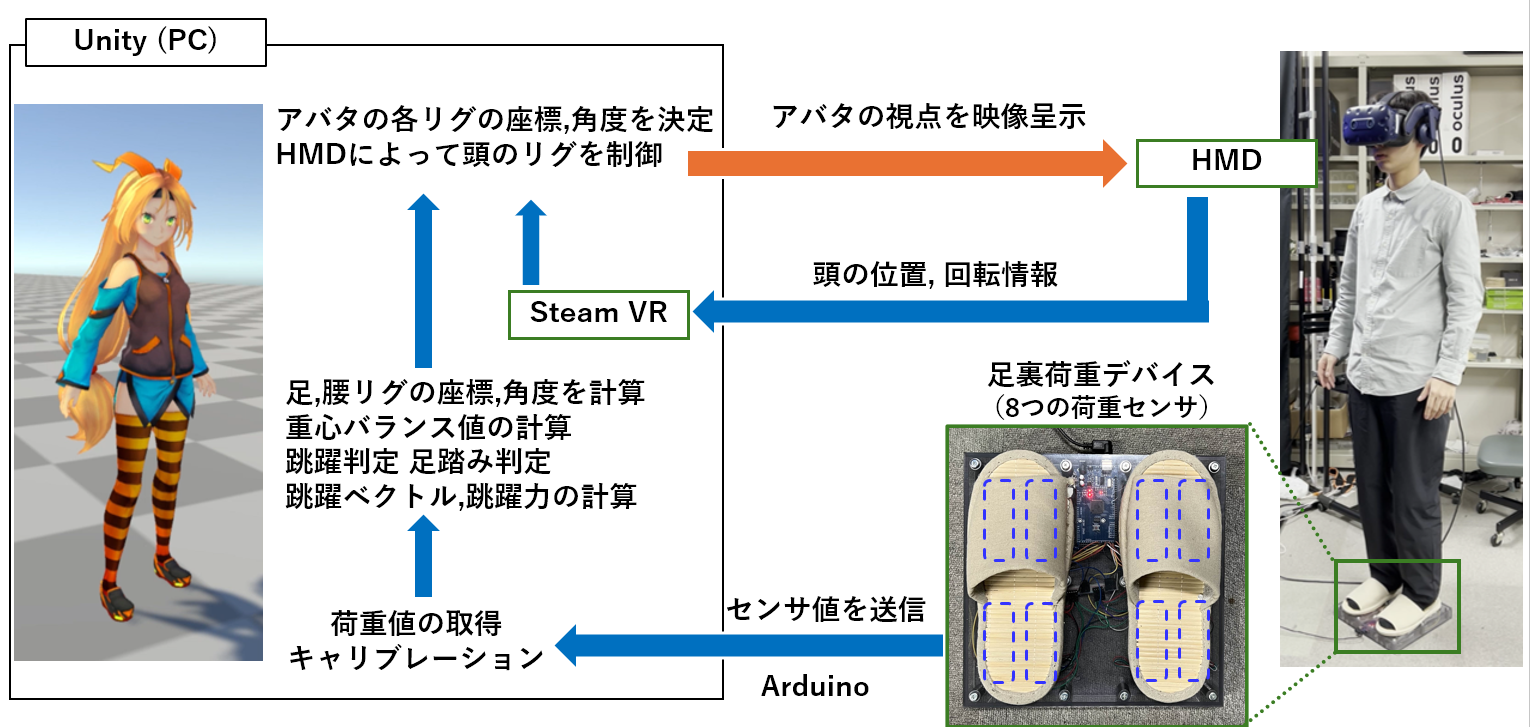 Unity (PC)
アバタの各リグの座標,角度を決定
HMDによって頭のリグを制御
アバタの視点を映像呈示
HMD
oculus
oculus
頭の位置, 回転情報
Steam VR
足,腰リグの座標,角度を計算
重心バランス値の計算
跳躍判定 足踏み判定
跳躍ベクトル,跳躍力の計算
足裏荷重デバイス
(8つの荷重センサ)
荷重値の取得
キャリブレーション
センサ値を送信
Arduino